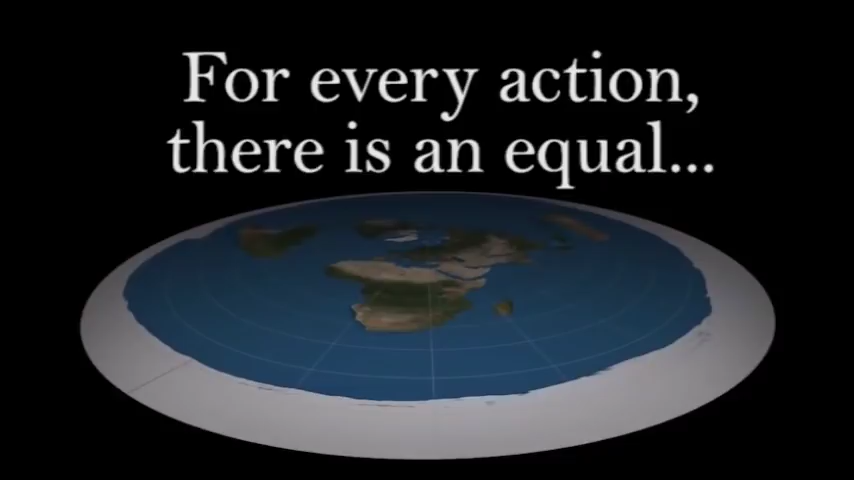 For every action,
there is an equal...